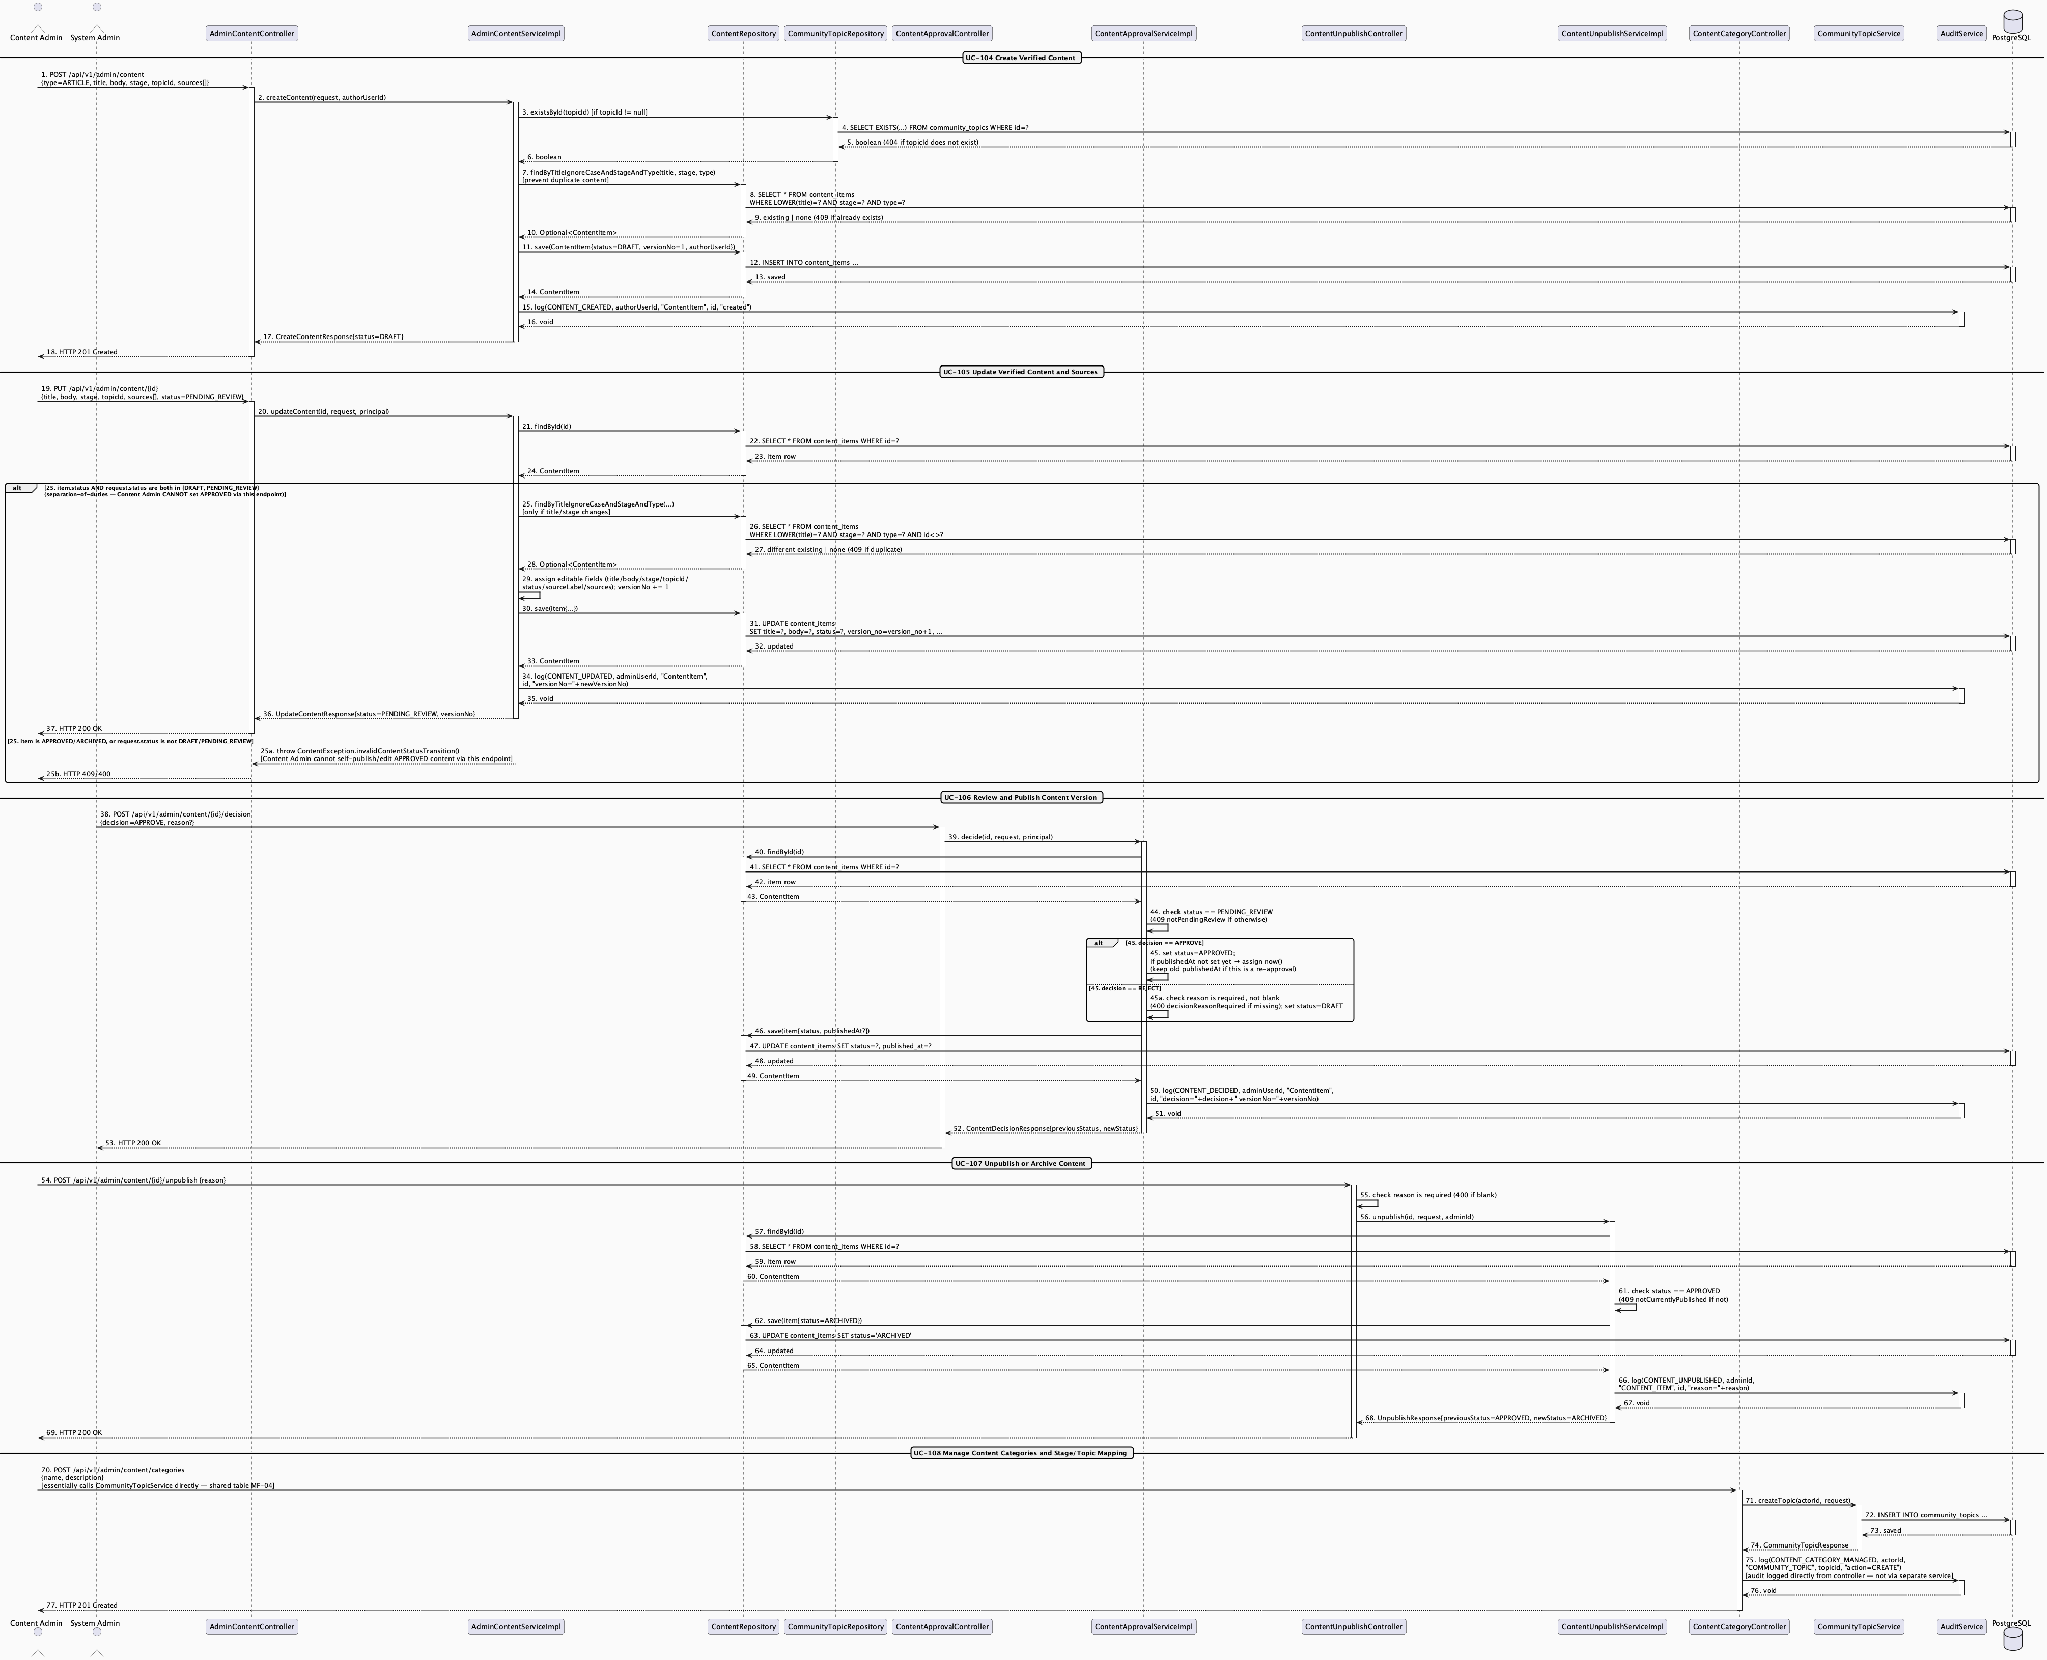 Content Admin
System Admin
AdminContentController
AdminContentServiceImpl
ContentRepository
CommunityTopicRepository
ContentApprovalController
ContentApprovalServiceImpl
ContentUnpublishController
ContentUnpublishServiceImpl
ContentCategoryController
CommunityTopicService
AuditService
PostgreSQL
UC-104 Create Verified Content
1. POST /api/v1/admin/content
{type=ARTICLE, title, body, stage, topicId, sources[]}
2. createContent(request, authorUserId)
3. existsById(topicId) [if topicId != null]
4. SELECT EXISTS(...) FROM community_topics WHERE id=?
5. boolean (404 if topicId does not exist)
6. boolean
7. findByTitleIgnoreCaseAndStageAndType(title, stage, type)
[prevent duplicate content]
8. SELECT * FROM content_items
WHERE LOWER(title)=? AND stage=? AND type=?
9. existing | none (409 if already exists)
10. Optional<ContentItem>
11. save(ContentItem{status=DRAFT, versionNo=1, authorUserId})
12. INSERT INTO content_items ...
13. saved
14. ContentItem
15. log(CONTENT_CREATED, authorUserId, "ContentItem", id, "created")
16. void
17. CreateContentResponse{status=DRAFT}
18. HTTP 201 Created
UC-105 Update Verified Content and Sources
19. PUT /api/v1/admin/content/{id}
{title, body, stage, topicId, sources[], status=PENDING_REVIEW}
20. updateContent(id, request, principal)
21. findById(id)
22. SELECT * FROM content_items WHERE id=?
23. item row
24. ContentItem
alt
[25. item.status AND request.status are both in {DRAFT, PENDING_REVIEW}
(separation-of-duties — Content Admin CANNOT set APPROVED via this endpoint)]
25. findByTitleIgnoreCaseAndStageAndType(...)
[only if title/stage changes]
26. SELECT * FROM content_items
WHERE LOWER(title)=? AND stage=? AND type=? AND id<>?
27. different existing | none (409 if duplicate)
28. Optional<ContentItem>
29. assign editable fields (title/body/stage/topicId/
status/sourceLabel/sources); versionNo += 1
30. save(item{...})
31. UPDATE content_items
SET title=?, body=?, status=?, version_no=version_no+1, ...
32. updated
33. ContentItem
34. log(CONTENT_UPDATED, adminUserId, "ContentItem",
id, "versionNo="+newVersionNo)
35. void
36. UpdateContentResponse{status=PENDING_REVIEW, versionNo}
37. HTTP 200 OK
[25. item is APPROVED/ARCHIVED, or request.status is not DRAFT/PENDING_REVIEW]
25a. throw ContentException.invalidContentStatusTransition()
[Content Admin cannot self-publish/edit APPROVED content via this endpoint]
25b. HTTP 409/400
UC-106 Review and Publish Content Version
38. POST /api/v1/admin/content/{id}/decision
{decision=APPROVE, reason?}
39. decide(id, request, principal)
40. findById(id)
41. SELECT * FROM content_items WHERE id=?
42. item row
43. ContentItem
44. check status == PENDING_REVIEW
(409 notPendingReview if otherwise)
alt
[45. decision == APPROVE]
45. set status=APPROVED;
if publishedAt not set yet → assign now()
(keep old publishedAt if this is a re-approval)
[45. decision == REJECT]
45a. check reason is required, not blank
(400 decisionReasonRequired if missing); set status=DRAFT
46. save(item{status, publishedAt?})
47. UPDATE content_items SET status=?, published_at=?
48. updated
49. ContentItem
50. log(CONTENT_DECIDED, adminUserId, "ContentItem",
id, "decision="+decision+" versionNo="+versionNo)
51. void
52. ContentDecisionResponse{previousStatus, newStatus}
53. HTTP 200 OK
UC-107 Unpublish or Archive Content
54. POST /api/v1/admin/content/{id}/unpublish {reason}
55. check reason is required (400 if blank)
56. unpublish(id, request, adminId)
57. findById(id)
58. SELECT * FROM content_items WHERE id=?
59. item row
60. ContentItem
61. check status == APPROVED
(409 notCurrentlyPublished if not)
62. save(item{status=ARCHIVED})
63. UPDATE content_items SET status='ARCHIVED'
64. updated
65. ContentItem
66. log(CONTENT_UNPUBLISHED, adminId,
"CONTENT_ITEM", id, "reason="+reason)
67. void
68. UnpublishResponse{previousStatus=APPROVED, newStatus=ARCHIVED}
69. HTTP 200 OK
UC-108 Manage Content Categories and Stage/Topic Mapping
70. POST /api/v1/admin/content/categories
{name, description}
[essentially calls CommunityTopicService directly — shared table MF-04]
71. createTopic(actorId, request)
72. INSERT INTO community_topics ...
73. saved
74. CommunityTopicResponse
75. log(CONTENT_CATEGORY_MANAGED, actorId,
"COMMUNITY_TOPIC", topicId, "action=CREATE")
[audit logged directly from controller — not via separate service]
76. void
77. HTTP 201 Created
Content Admin
System Admin
AdminContentController
AdminContentServiceImpl
ContentRepository
CommunityTopicRepository
ContentApprovalController
ContentApprovalServiceImpl
ContentUnpublishController
ContentUnpublishServiceImpl
ContentCategoryController
CommunityTopicService
AuditService
PostgreSQL